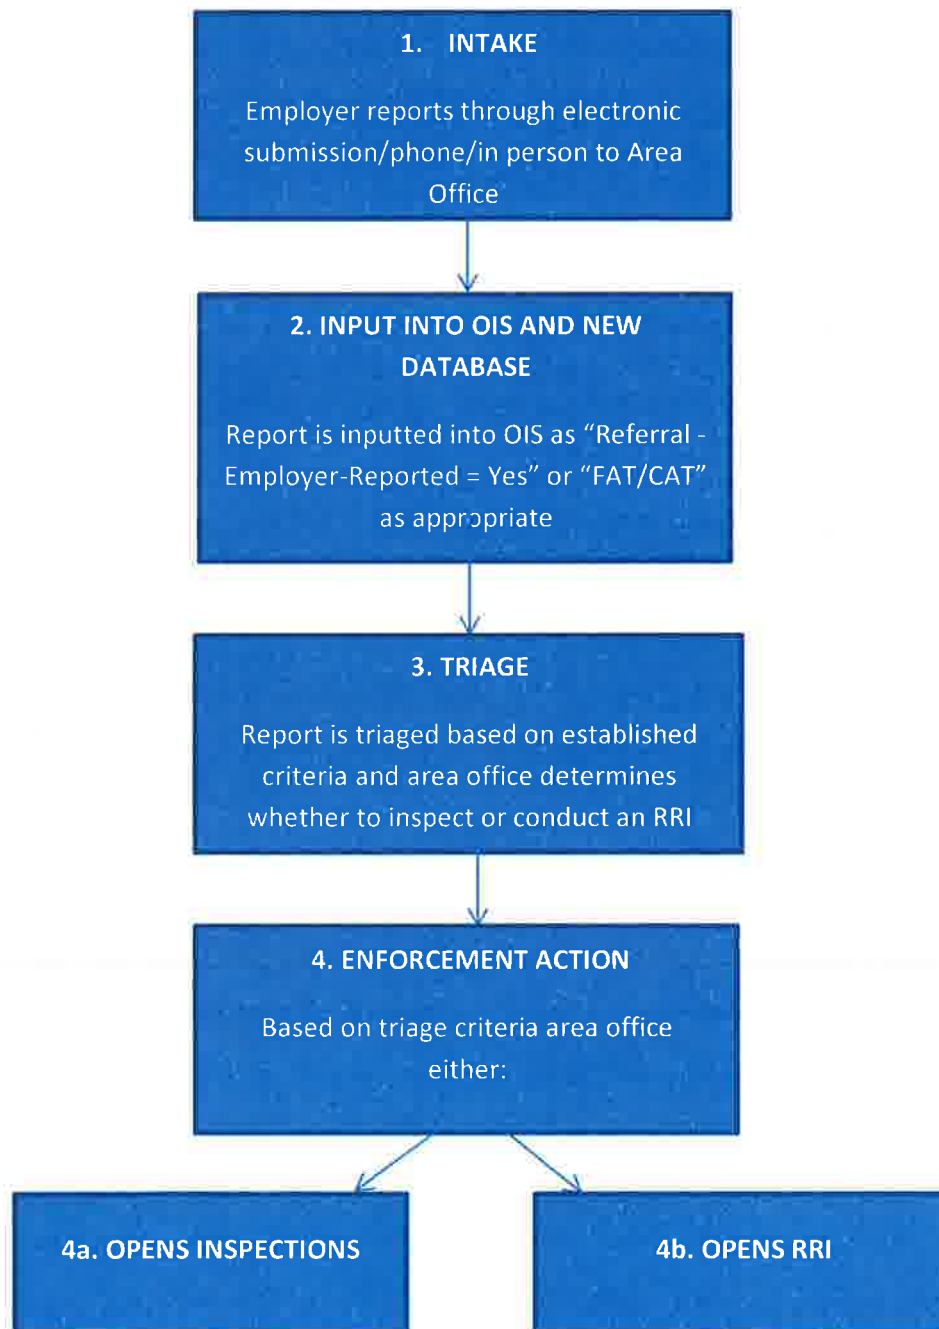 1. INTAKE
Employer reports through electronic
submission/phone/in person to Area
Office
2. INPUT INTO OIS AND NEW
DATABASE
Report is inputted into OIS as “Referral -
Employer-Reported = Yes” or “FAT/CAT”
as appropriate
3. TRIAGE
Report is triaged based on established
criteria and area office determines
whether to inspect or conduct an RRI
4. ENFORCEMENT ACTION
Based on triage criteria area office
either:
4a. OPENS INSPECTIONS
4b. OPENS RRI